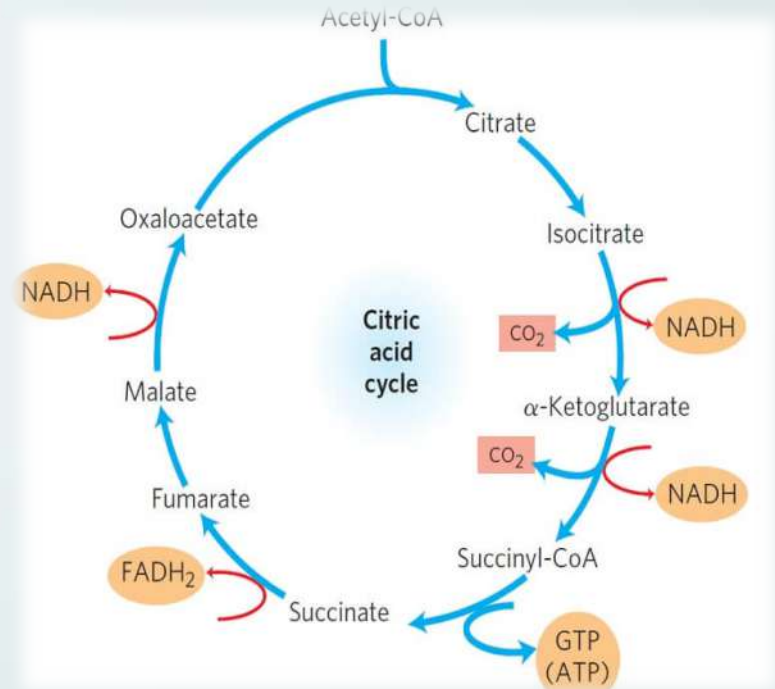 Acetyl-CoA
Citrate
Oxaloacetate
Isocitrate
NADH
Citric
acid
cycle
CO₂
NADH
Malate
α-Ketoglutarate
CO₂
NADH
Fumarate
Succinyl-CoA
FADH₂
Succinate
GTP
(ATP)